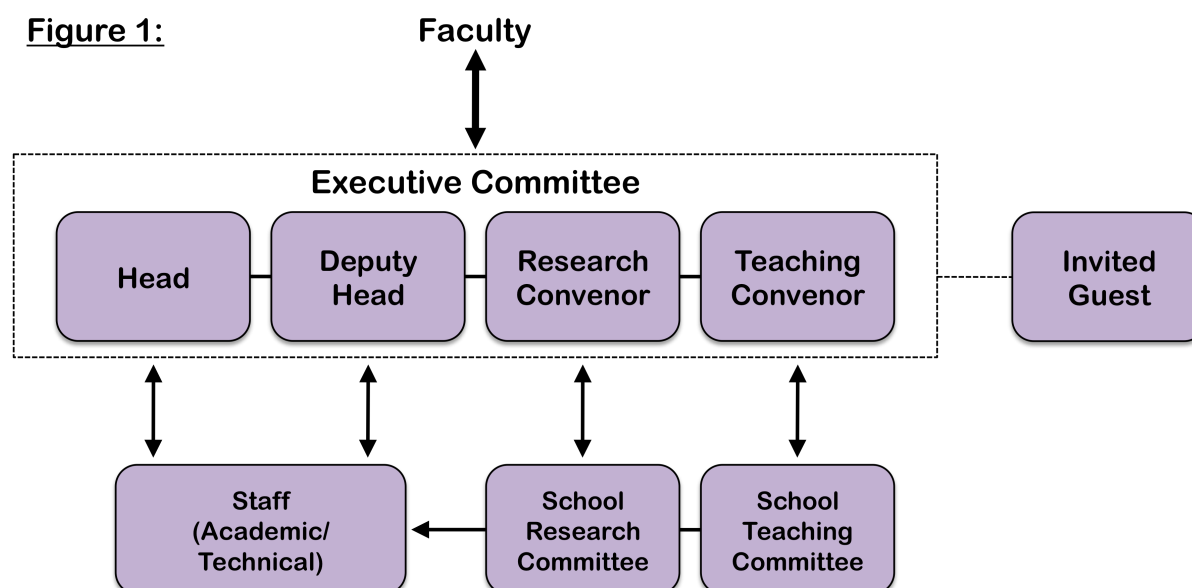 Figure 1:
Faculty
Executive Committee
Head
Deputy
Head
Research
Convenor
Teaching
Convenor
Invited
Guest
Staff
(Academic/
Technical)
School
Research
Committee
School
Teaching
Committee